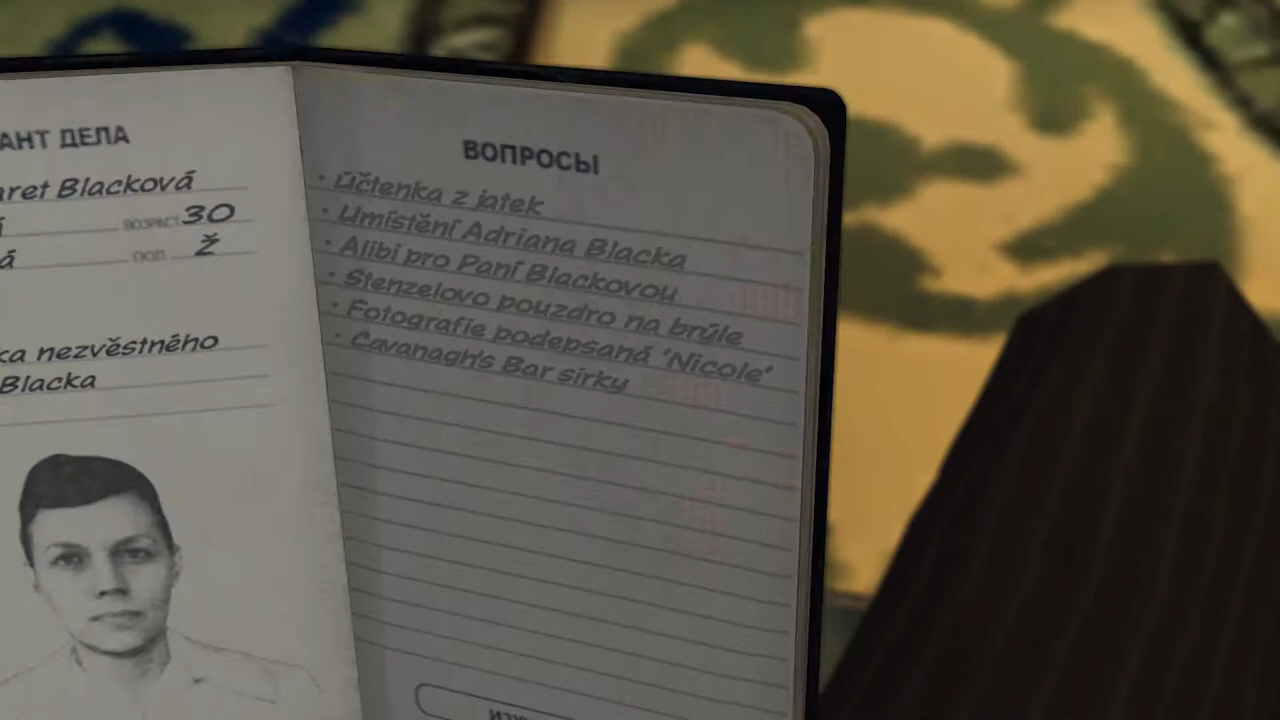 АНТ ДЕЛА
aret Blacková
ВОЗРАСТ 30
á
ПОЛ Ž
ka nezvěstného
Blacka
ВОПРОСЫ
· Účtenka z jatek
· Umístění Adriana Blacka
· Alibi pro Paní Blackovou
· Stenzelovo pouzdro na brýle
· Fotografie podepsaná 'Nicole'
· Cavanagh's Bar sirky